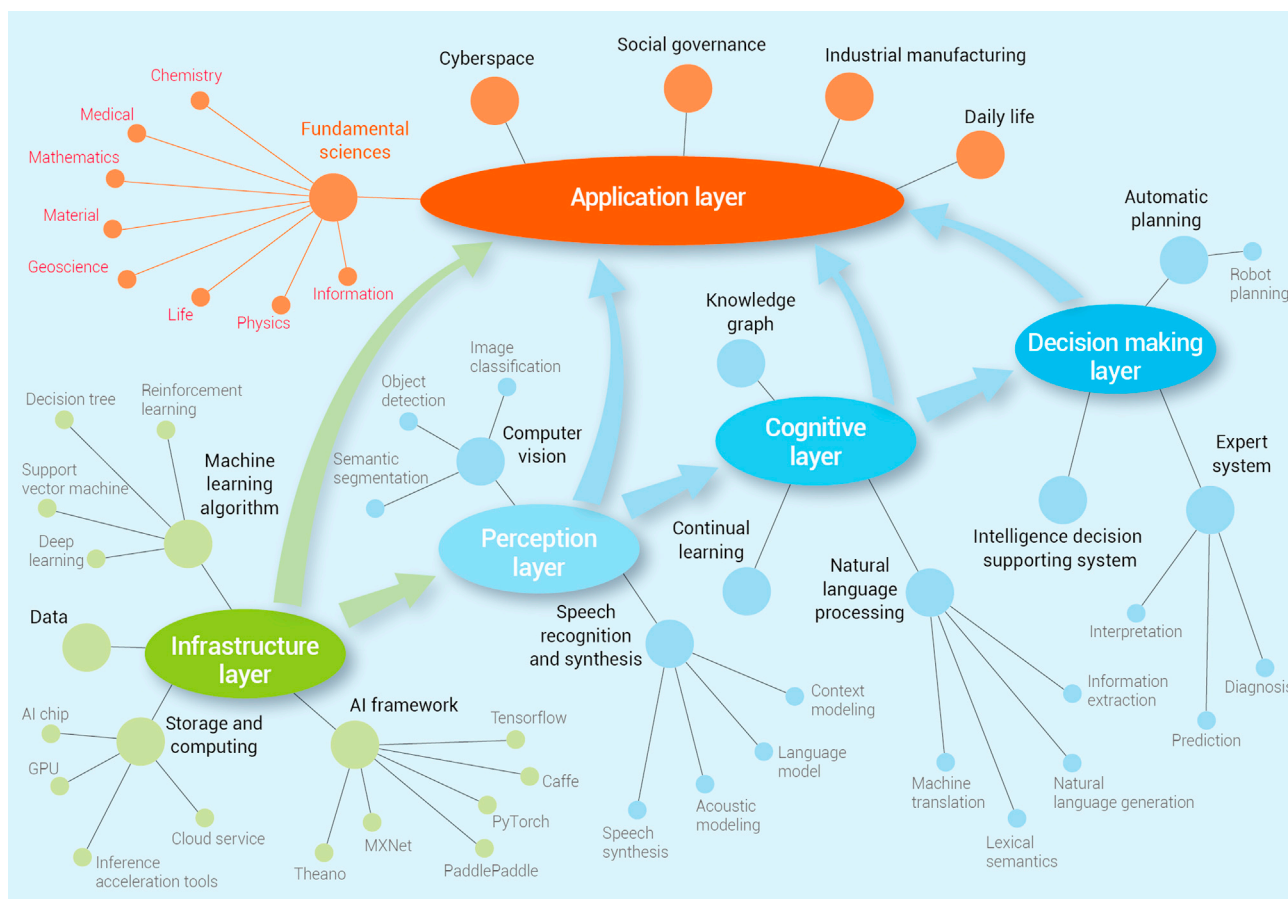 Cyberspace
Social governance
Industrial manufacturing
Daily life
Application layer
Fundamental
sciences
Chemistry
Medical
Mathematics
Material
Geoscience
Life
Physics
Information
Automatic
planning
Robot
planning
Decision making
layer
Expert
system
Intelligence decision
supporting system
Interpretation
Prediction
Diagnosis
Knowledge
graph
Cognitive
layer
Continual
learning
Natural
language
processing
Information
extraction
Natural
language generation
Machine
translation
Lexical
semantics
Image
classification
Object
detection
Semantic
segmentation
Computer
vision
Perception
layer
Speech
recognition
and synthesis
Context
modeling
Language
model
Acoustic
modeling
Speech
synthesis
Decision tree
Reinforcement
learning
Support
vector machine
Deep
learning
Machine
learning
algorithm
Data
Infrastructure
layer
Storage and
computing
AI chip
GPU
Inference
acceleration tools
Cloud service
AI framework
Tensorflow
Caffe
PyTorch
PaddlePaddle
MXNet
Theano